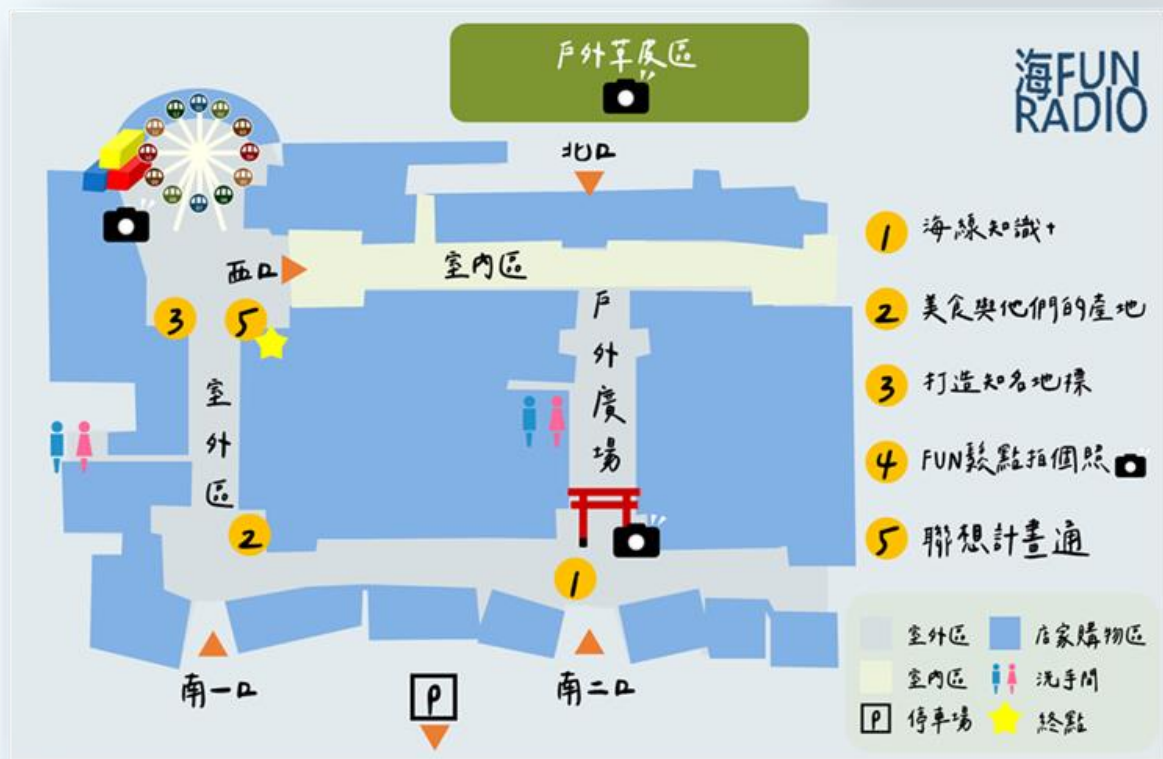 戶外草皮區
海FUN
RADIO
北口
西口
室內區
3
5
室外區
戶外廣場
2
1
南一口
南二口
P
1 海線知識+
2 美食與他們的產地
3 打造知名地標
4 FUN鬆點拍個照
5 聯想計畫通
室外區
店家購物區
室內區
洗手間
P 停車場
終點